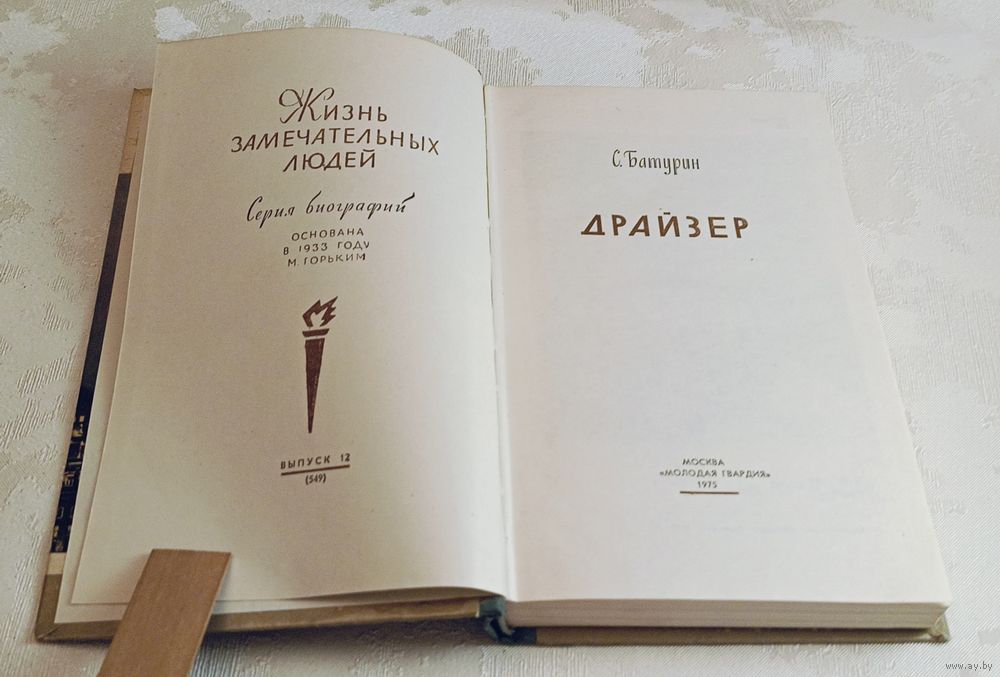 Жизнь
ЗАМЕЧАТЕЛЬНЫХ
ЛЮДЕЙ
Серия биографий
ОСНОВАНА
В 1933 ГОДУ
М. ГОРЬКИМ
ВЫПУСК 12
(549)
С. Батурин
ДРАЙЗЕР
МОСКВА
«МОЛОДАЯ ГВАРДИЯ»
1975
www.ay.by